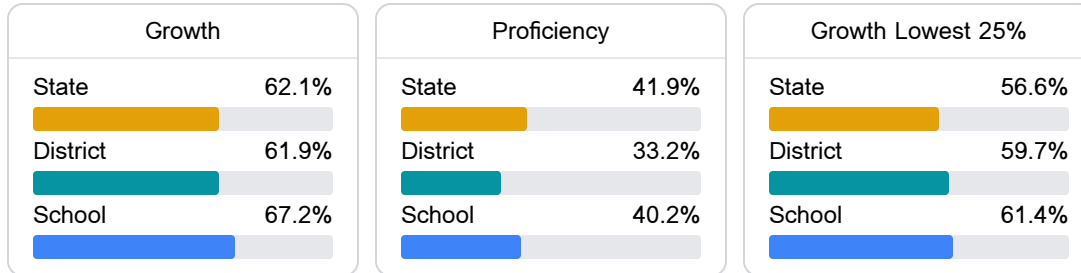 Growth
State 62.1%
District 61.9%
School 67.2%
Proficiency
State 41.9%
District 33.2%
School 40.2%
Growth Lowest 25%
State 56.6%
District 59.7%
School 61.4%